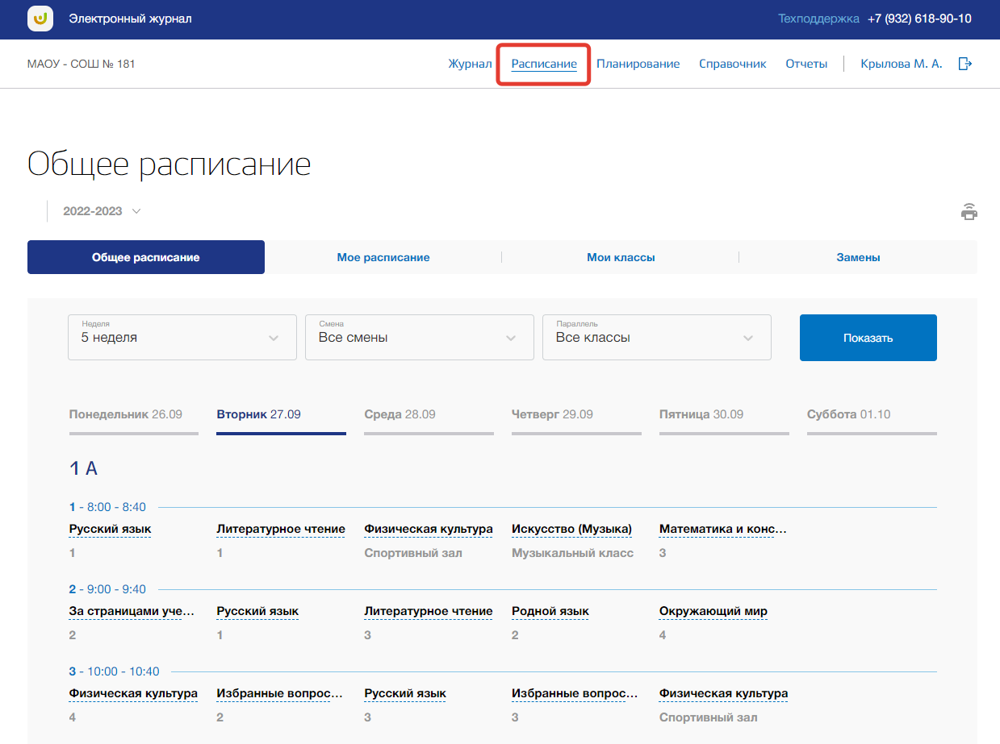 Электронный журнал
Техподдержка +7 (932) 618-90-10
МАОУ - СОШ № 181
Журнал Расписание Планирование Справочник Отчеты Крылова М. А.
Общее расписание
2022-2023
Общее расписание Мое расписание Мои классы Замены
Неделя Смена Параллель
5 неделя Все смены Все классы Показать
Понедельник 26.09 Вторник 27.09 Среда 28.09 Четверг 29.09 Пятница 30.09 Суббота 01.10
1 А
1 - 8:00 - 8:40
Русский язык Литературное чтение Физическая культура Искусство (Музыка) Математика и конс...
1 1 Спортивный зал Музыкальный класс 3
2 - 9:00 - 9:40
За страницами уче... Русский язык Литературное чтение Родной язык Окружающий мир
2 1 3 2 4
3 - 10:00 - 10:40
Физическая культура Избранные вопрос... Русский язык Избранные вопрос... Физическая культура
4 2 3 3 Спортивный зал